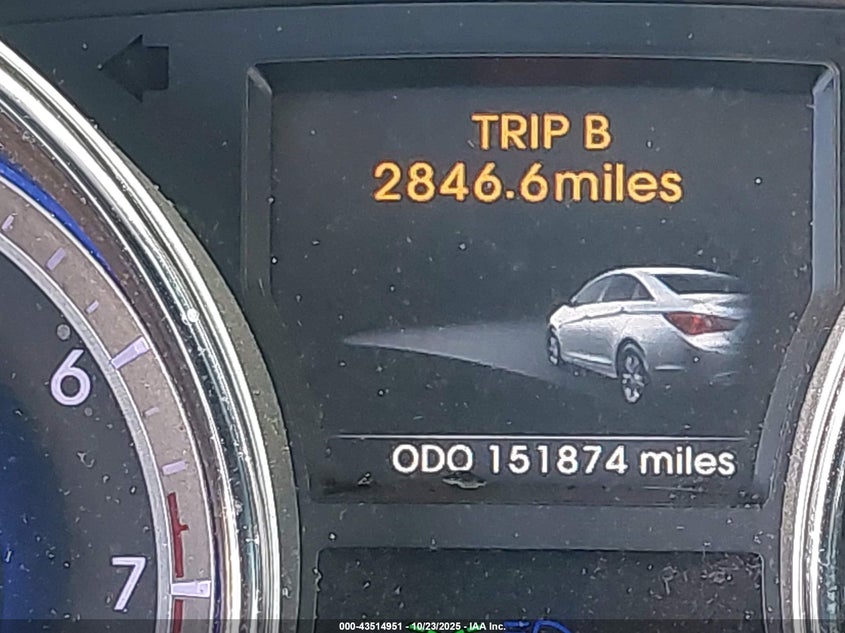 TRIP B
2846.6miles
6
ODO 151874 miles
7
000-43514951 - 10/23/2025 - IAA Inc.